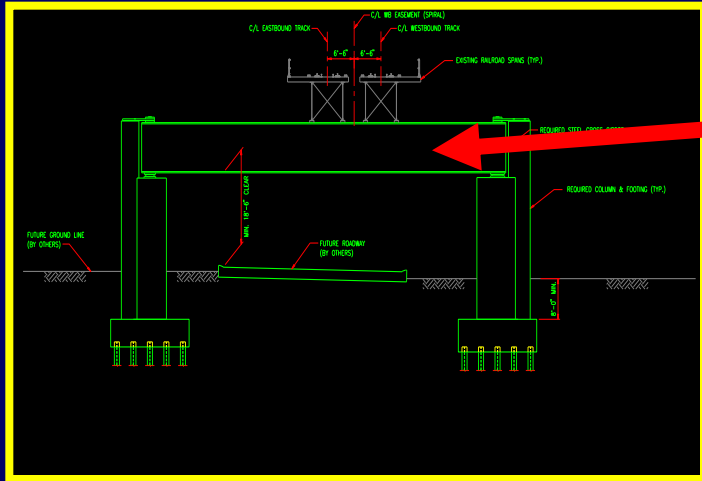 C/L WB EASEMENT (SPIRAL)
C/L EASTBOUND TRACK
C/L WESTBOUND TRACK
6'-6" 6'-6"
EXISTING RAILROAD SPANS (TYP.)
REQUIRED STEEL CROSS
MIN. 18'-6" CLEAR
REQUIRED COLUMN & FOOTING (TYP.)
FUTURE GROUND LINE
(BY OTHERS)
FUTURE ROADWAY
(BY OTHERS)
8'-0" MIN.